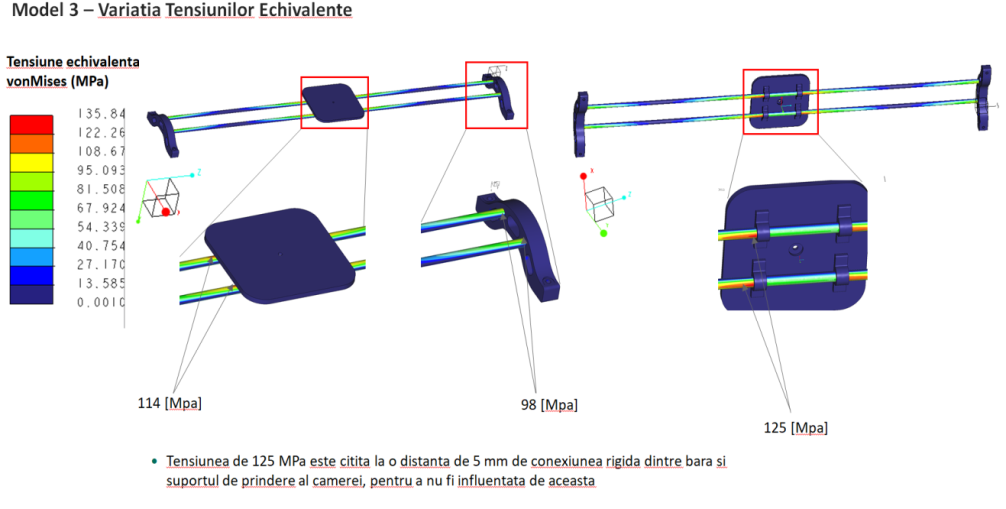 Model 3 – Variatia Tensiunilor Echivalente
Tensiune echivalenta
vonMises (MPa)
135.84
122.26
108.67
95.093
81.508
67.924
54.339
40.754
27.170
13.585
0.0010
Z
X
Z
114 [Mpa]
98 [Mpa]
125 [Mpa]
• Tensiunea de 125 MPa este citita la o distanta de 5 mm de conexiunea rigida dintre bara si
suportul de prindere al camerei, pentru a nu fi influentata de aceasta